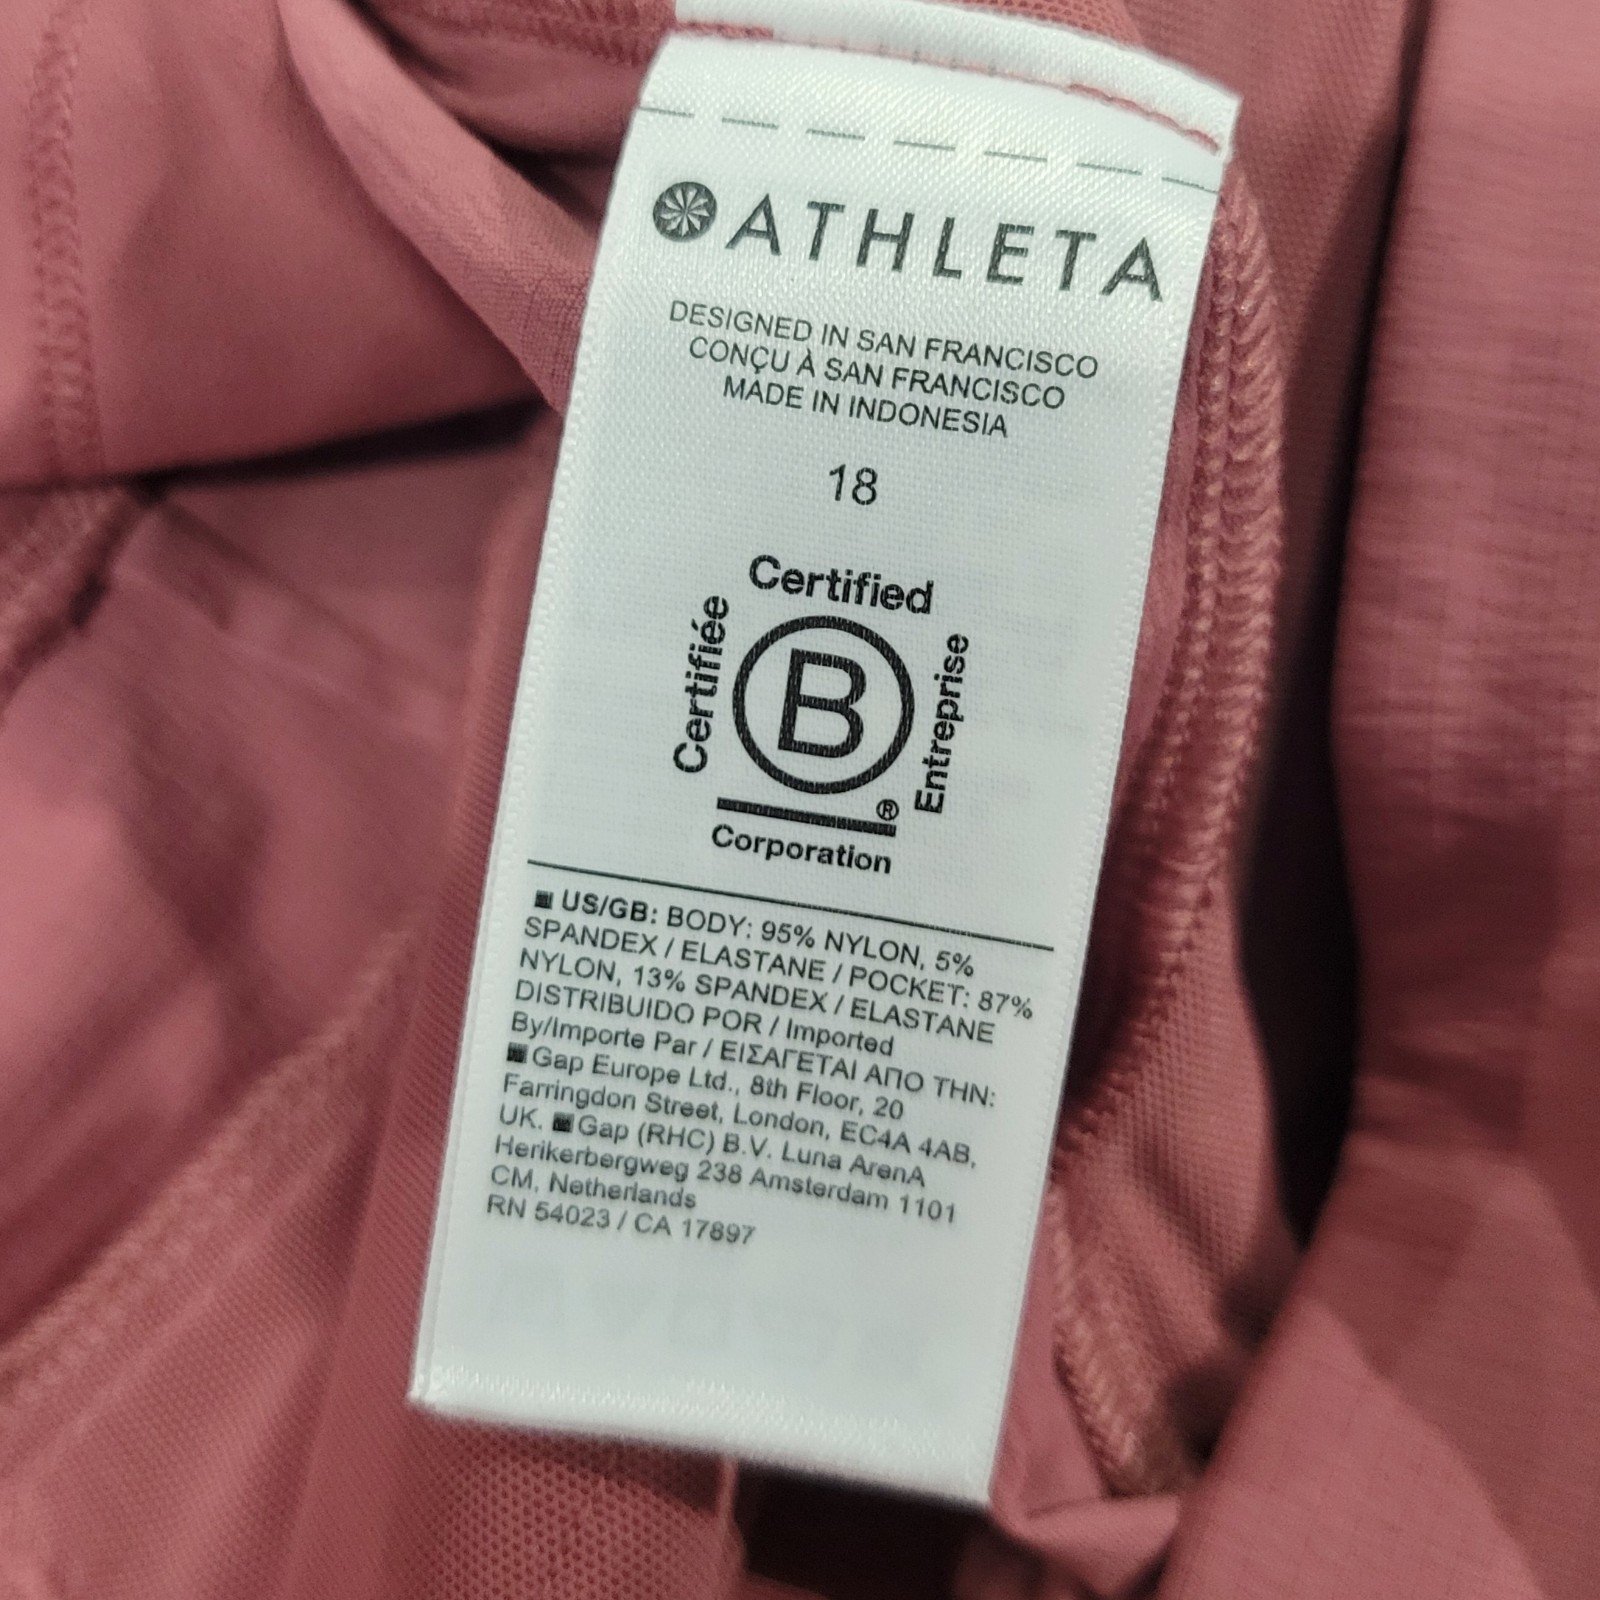 ATHLETA
DESIGNED IN SAN FRANCISCO
CONÇU À SAN FRANCISCO
MADE IN INDONESIA
18
Certified
Certifiée
B
Entreprise
®
Corporation
US/GB: BODY: 95% NYLON, 5%
SPANDEX / ELASTANE / POCKET: 87%
NYLON, 13% SPANDEX / ELASTANE
DISTRIBUIDO POR / Imported
By/Importe Par / ΕΙΣΑΓΕΤΑΙ ΑΠΟ ΤΗΝ:
Gap Europe Ltd., 8th Floor, 20
Farringdon Street, London, EC4A 4AB,
UK. Gap (RHC) B.V. Luna ArenA
Herikerbergweg 238 Amsterdam 1101
CM, Netherlands
RN 54023 / CA 17897